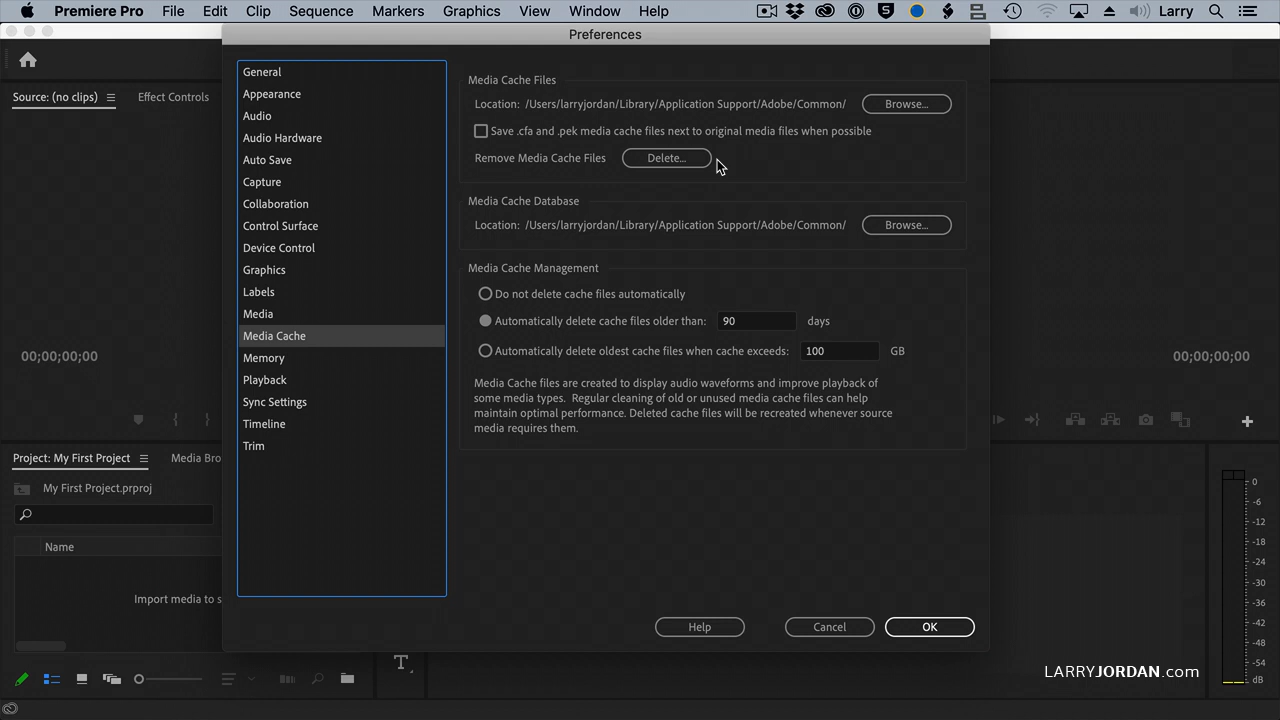 Premiere Pro File Edit Clip Sequence Markers Graphics View Window Help Larry
Preferences
Source: (no clips) Effect Controls
General
Appearance
Audio
Audio Hardware
Auto Save
Capture
Collaboration
Control Surface
Device Control
Graphics
Labels
Media
Media Cache
Memory
Playback
Sync Settings
Timeline
Trim
Media Cache Files
Location: /Users/larryjordan/Library/Application Support/Adobe/Common/ Browse...
Save .cfa and .pek media cache files next to original media files when possible
Remove Media Cache Files Delete...
Media Cache Database
Location: /Users/larryjordan/Library/Application Support/Adobe/Common/ Browse...
Media Cache Management
Do not delete cache files automatically
Automatically delete cache files older than: 90 days
Automatically delete oldest cache files when cache exceeds: 100 GB
Media Cache files are created to display audio waveforms and improve playback of
some media types. Regular cleaning of old or unused media cache files can help
maintain optimal performance. Deleted cache files will be recreated whenever source
media requires them.
Help Cancel OK
00;00;00;00
00;00;00;00
Project: My First Project Media Bro
My First Project.prproj
Name
Import media to s
0
-6
-12
-18
-24
-30
-36
-42
-48
-54
dB
T
LARRYJORDAN.com